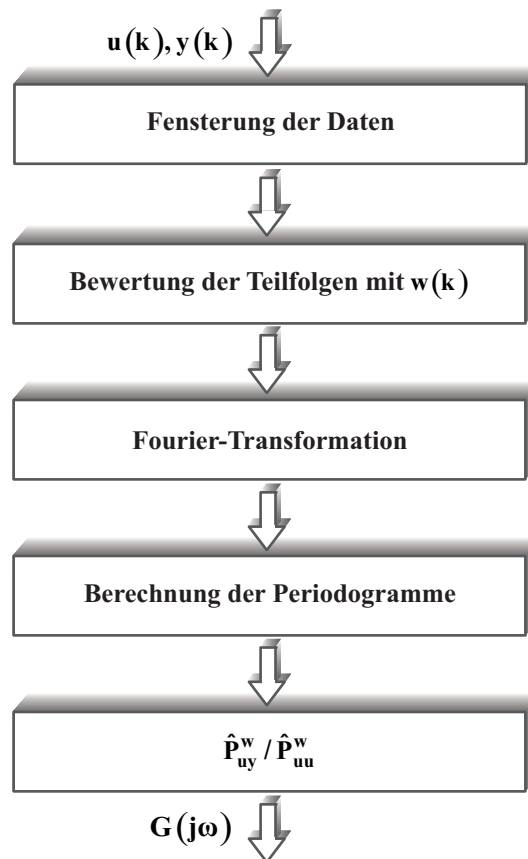 u(k), y(k)
Fensterung der Daten
Bewertung der Teilfolgen mit w(k)
Fourier-Transformation
Berechnung der Periodogramme
P̂ʷᵤᵧ / P̂ʷᵤᵤ
G(jω)